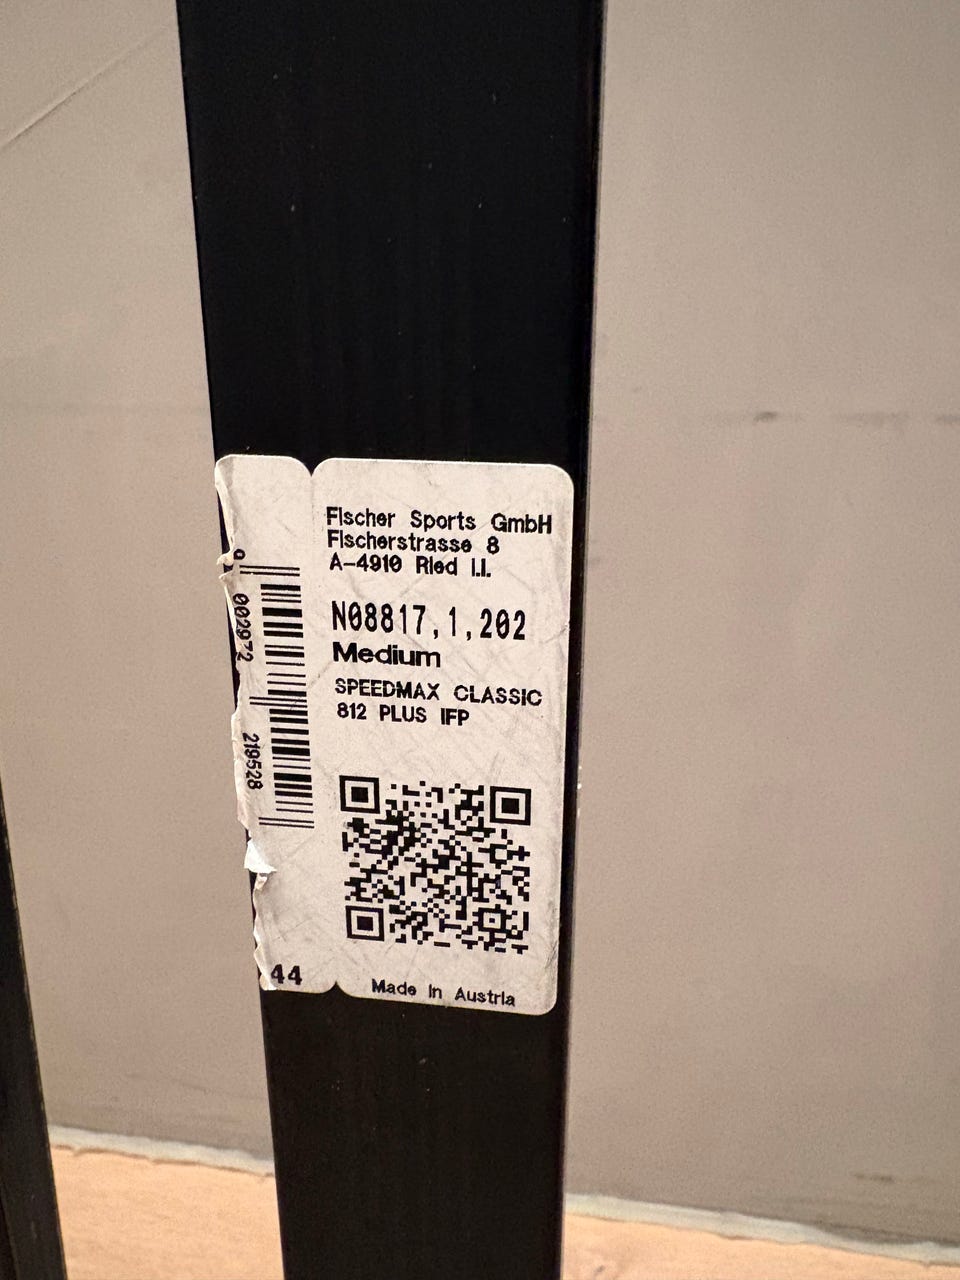 Fischer Sports GmbH
Fischerstrasse 8
A-4910 Ried I.I.
N08817,1,202
Medium
SPEEDMAX CLASSIC
812 PLUS IFP
Made in Austria
9 002972 219528
44